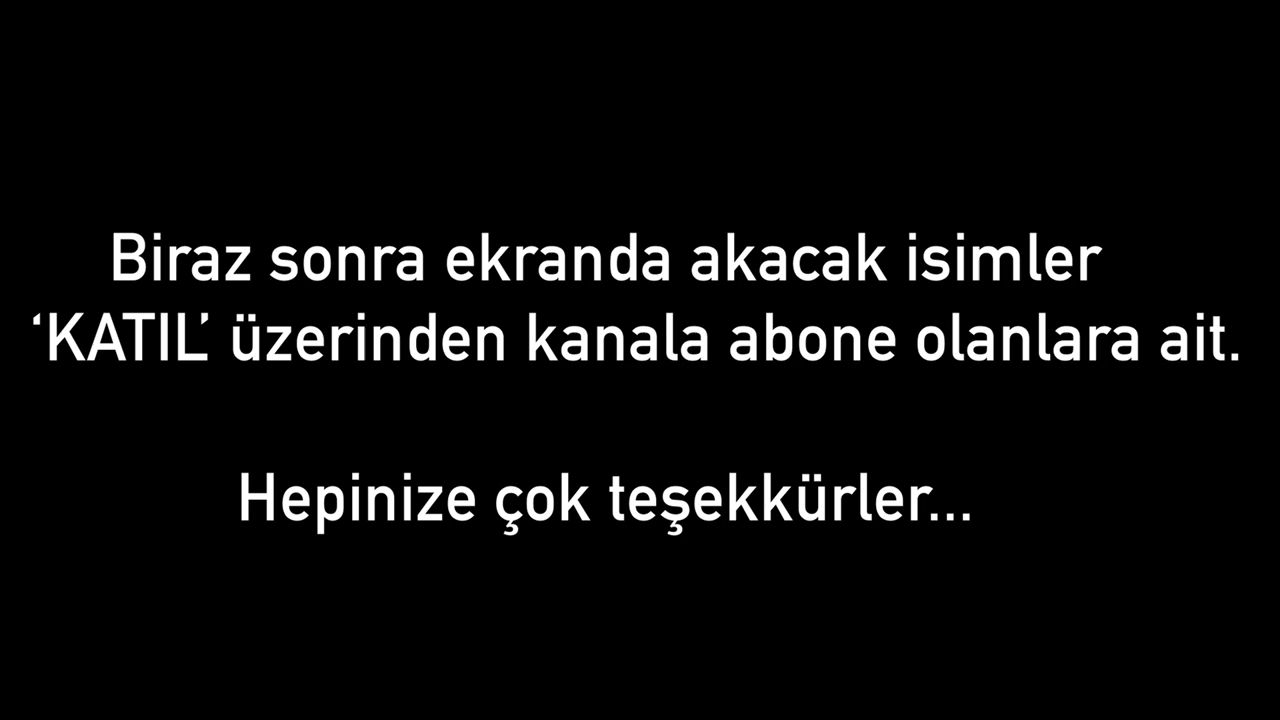 Biraz sonra ekranda akacak isimler
‘KATIL’ üzerinden kanala abone olanlara ait.
Hepinize çok teşekkürler...